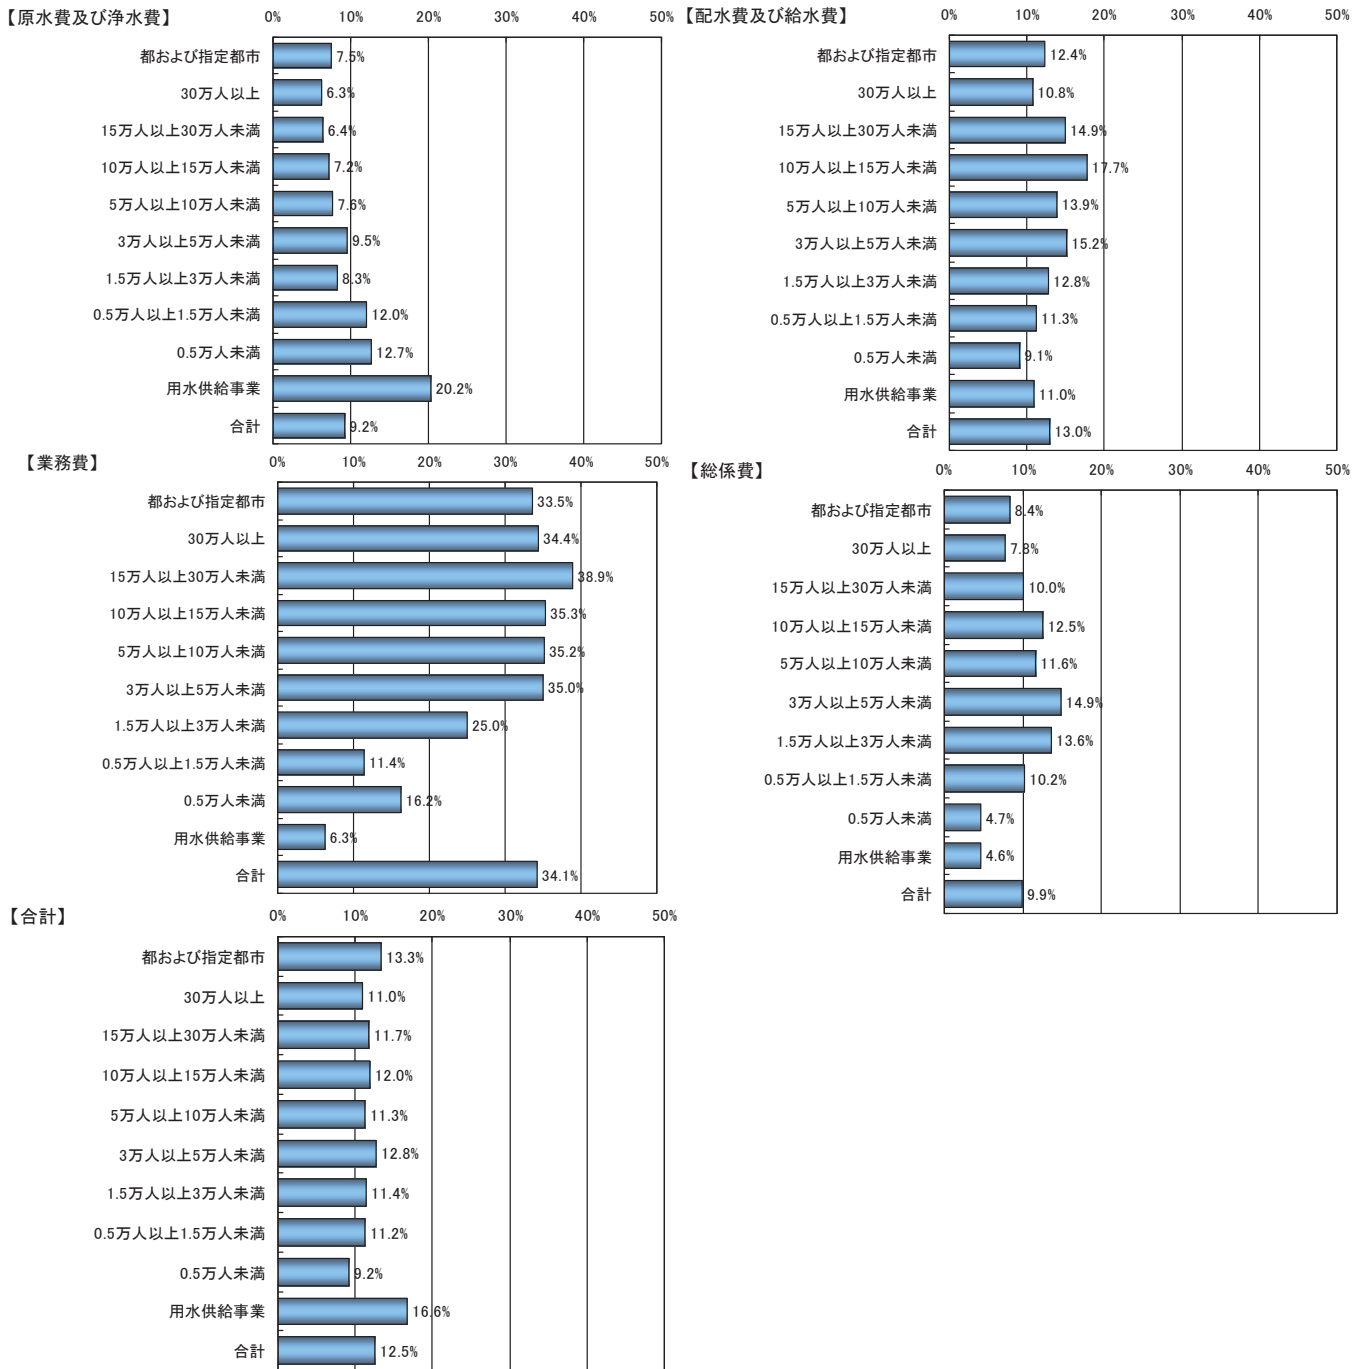 【原水費及び浄水費】
0% 10% 20% 30% 40% 50%
都および指定都市 7.5%
30万人以上 6.3%
15万人以上30万人未満 6.4%
10万人以上15万人未満 7.2%
5万人以上10万人未満 7.6%
3万人以上5万人未満 9.5%
1.5万人以上3万人未満 8.3%
0.5万人以上1.5万人未満 12.0%
0.5万人未満 12.7%
用水供給事業 20.2%
合計 9.2%
【配水費及び給水費】
0% 10% 20% 30% 40% 50%
都および指定都市 12.4%
30万人以上 10.8%
15万人以上30万人未満 14.9%
10万人以上15万人未満 17.7%
5万人以上10万人未満 13.9%
3万人以上5万人未満 15.2%
1.5万人以上3万人未満 12.8%
0.5万人以上1.5万人未満 11.3%
0.5万人未満 9.1%
用水供給事業 11.0%
合計 13.0%
【業務費】
0% 10% 20% 30% 40% 50%
都および指定都市 33.5%
30万人以上 34.4%
15万人以上30万人未満 38.9%
10万人以上15万人未満 35.3%
5万人以上10万人未満 35.2%
3万人以上5万人未満 35.0%
1.5万人以上3万人未満 25.0%
0.5万人以上1.5万人未満 11.4%
0.5万人未満 16.2%
用水供給事業 6.3%
合計 34.1%
【総係費】
0% 10% 20% 30% 40% 50%
都および指定都市 8.4%
30万人以上 7.8%
15万人以上30万人未満 10.0%
10万人以上15万人未満 12.5%
5万人以上10万人未満 11.6%
3万人以上5万人未満 14.9%
1.5万人以上3万人未満 13.6%
0.5万人以上1.5万人未満 10.2%
0.5万人未満 4.7%
用水供給事業 4.6%
合計 9.9%
【合計】
0% 10% 20% 30% 40% 50%
都および指定都市 13.3%
30万人以上 11.0%
15万人以上30万人未満 11.7%
10万人以上15万人未満 12.0%
5万人以上10万人未満 11.3%
3万人以上5万人未満 12.8%
1.5万人以上3万人未満 11.4%
0.5万人以上1.5万人未満 11.2%
0.5万人未満 9.2%
用水供給事業 16.6%
合計 12.5%